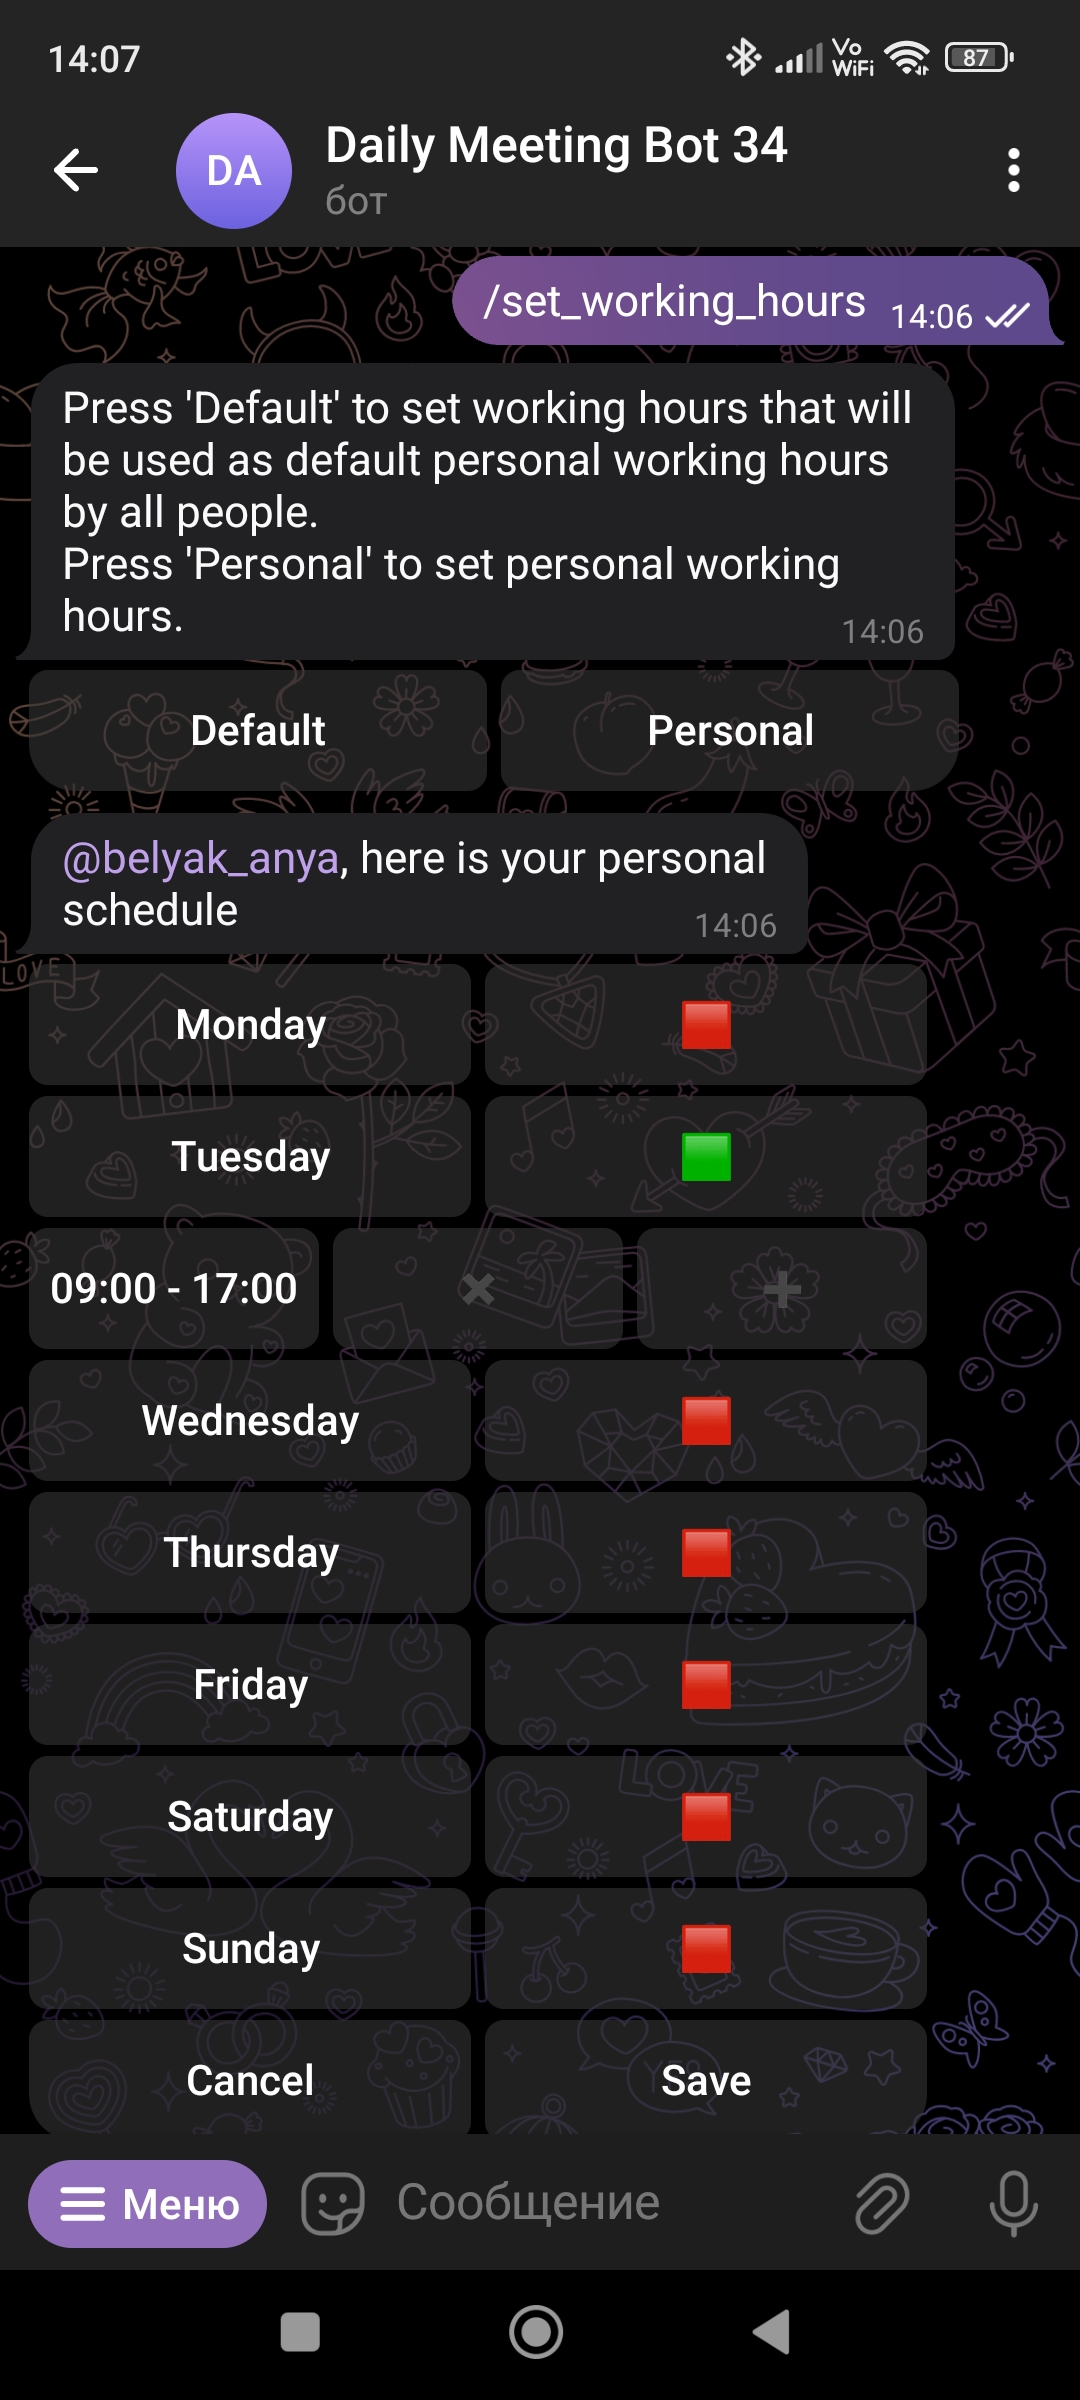 14:07
Vo
WiFi
87
DA
Daily Meeting Bot 34
бот
/set_working_hours 14:06
Press 'Default' to set working hours that will
be used as default personal working hours
by all people.
Press 'Personal' to set personal working
hours.
14:06
Default Personal
@belyak_anya, here is your personal
schedule
14:06
Monday
Tuesday
09:00 - 17:00
Wednesday
Thursday
Friday
Saturday
Sunday
Cancel Save
Меню Сообщение